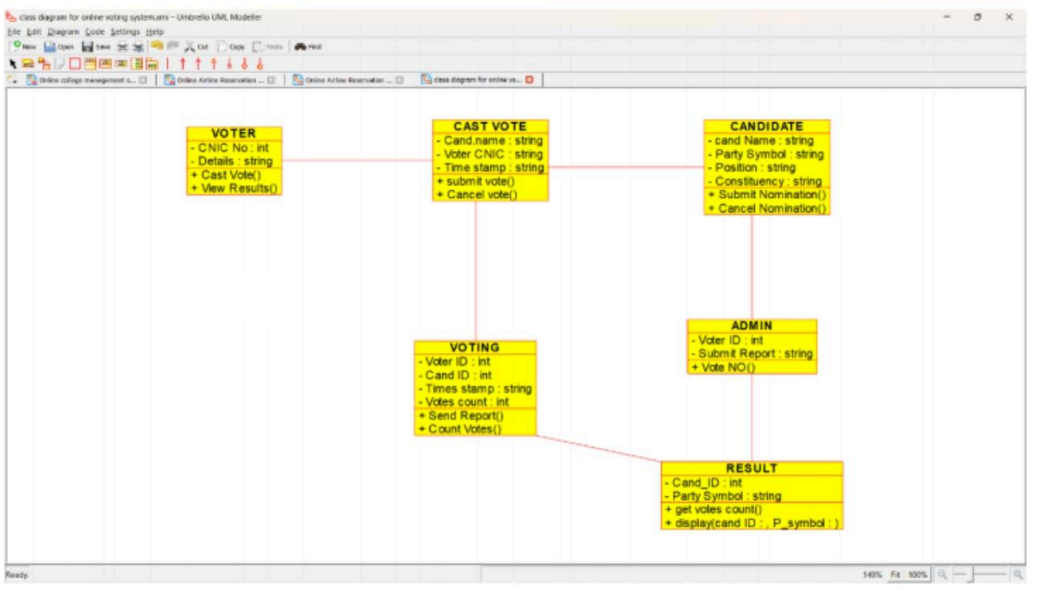 class diagram for online voting system.xmi - Umbrello UML Modeller
File Edit Diagram Code Settings Help
New Open Save Cut Copy Paste Find
Online college management s... Online Airline Reservation ... Online Airline Reservation ... class diagram for online vo...
VOTER
- CNIC No : int
- Details : string
+ Cast Vote()
+ View Results()
CAST VOTE
- Cand.name : string
- Voter CNIC : string
- Time stamp : string
+ submit vote()
+ Cancel vote()
CANDIDATE
- cand Name : string
- Party Symbol : string
- Position : string
- Constituency : string
+ Submit Nomination()
+ Cancel Nomination()
VOTING
- Voter ID : int
- Cand ID : int
- Times stamp : string
- Votes count : int
+ Send Report()
+ Count Votes()
ADMIN
- Voter ID : int
- Submit Report : string
+ Vote NO()
RESULT
- Cand_ID : int
- Party Symbol : string
+ get votes count()
+ display(cand ID : , P_symbol : )
Ready.
149% Fit 100%